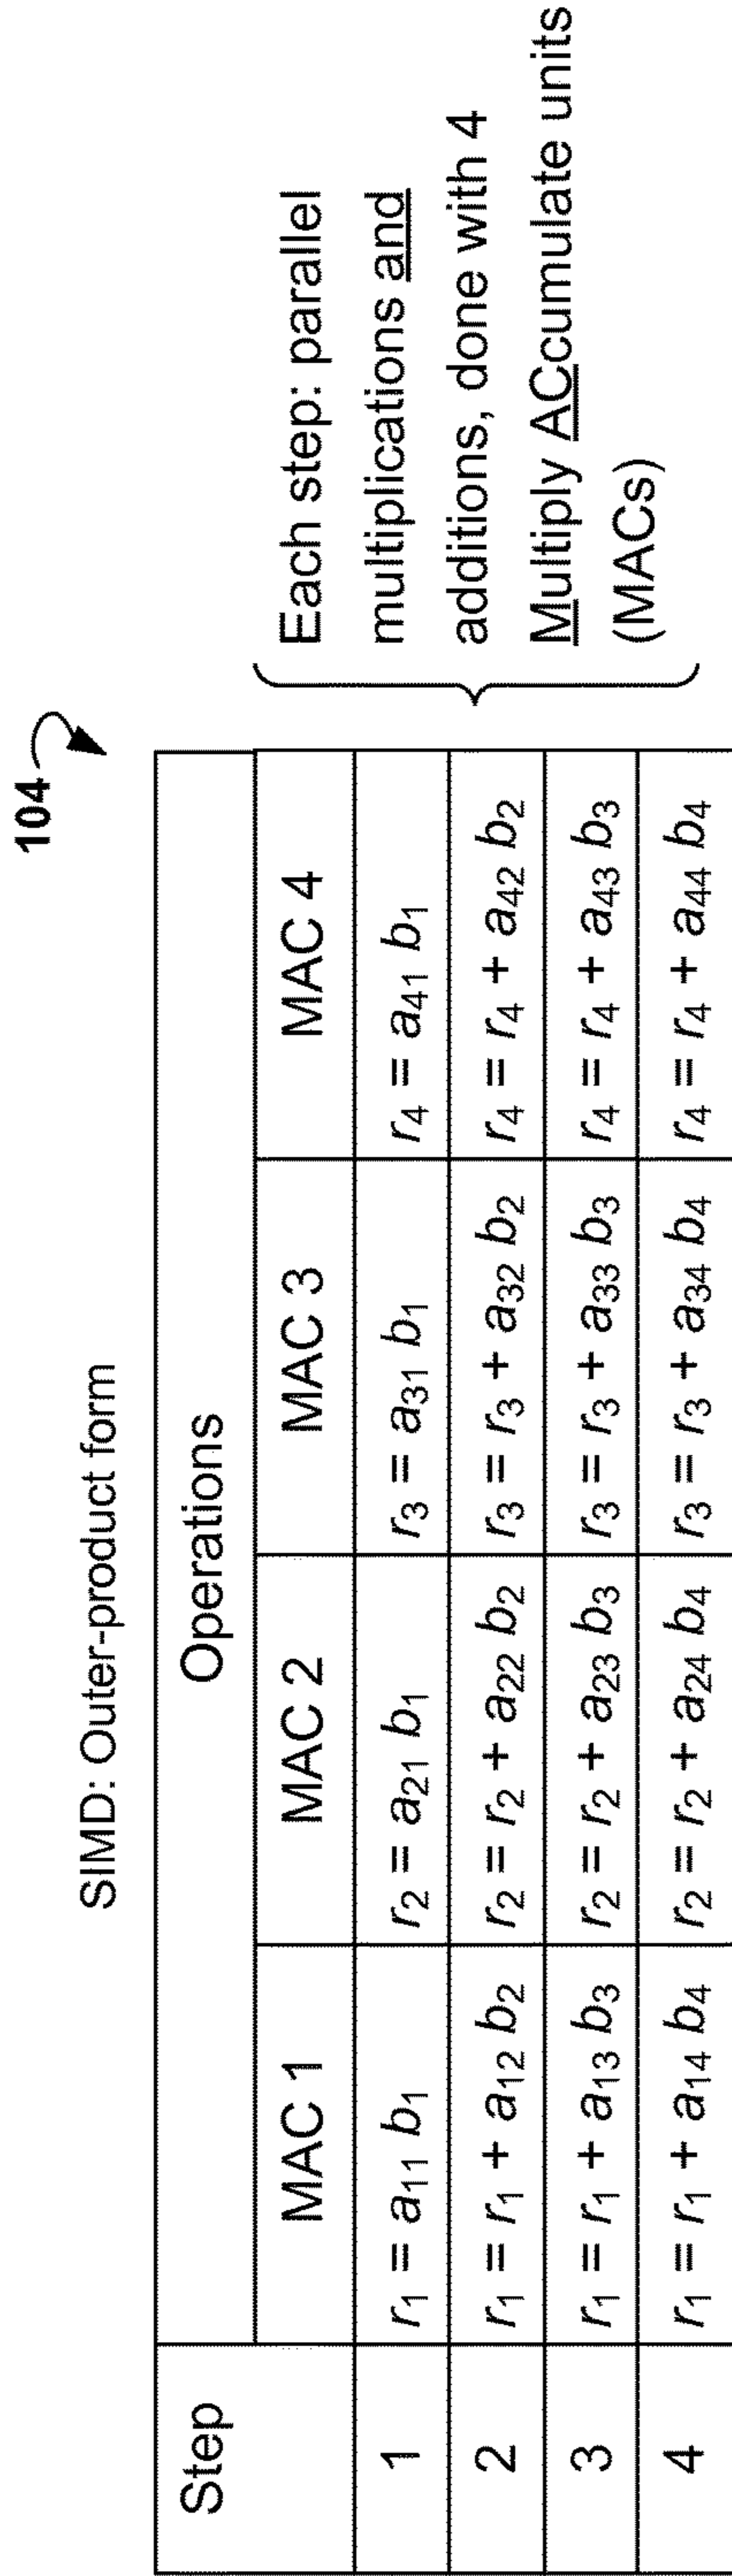 104
SIMD: Outer-product form
Step Operations
MAC 1 MAC 2 MAC 3 MAC 4
1 r₁ = a₁₁ b₁ r₂ = a₂₁ b₁ r₃ = a₃₁ b₁ r₄ = a₄₁ b₁
2 r₁ = r₁ + a₁₂ b₂ r₂ = r₂ + a₂₂ b₂ r₃ = r₃ + a₃₂ b₂ r₄ = r₄ + a₄₂ b₂
3 r₁ = r₁ + a₁₃ b₃ r₂ = r₂ + a₂₃ b₃ r₃ = r₃ + a₃₃ b₃ r₄ = r₄ + a₄₃ b₃
4 r₁ = r₁ + a₁₄ b₄ r₂ = r₂ + a₂₄ b₄ r₃ = r₃ + a₃₄ b₄ r₄ = r₄ + a₄₄ b₄
Each step: parallel
multiplications and
additions, done with 4
Multiply ACcumulate units
(MACs)